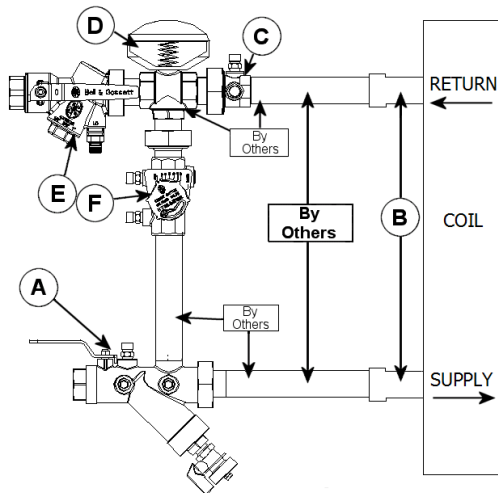 D
C
Bell & Gossett
RETURN
By
Others
E
F
By
Others
B
COIL
A
By
Others
SUPPLY